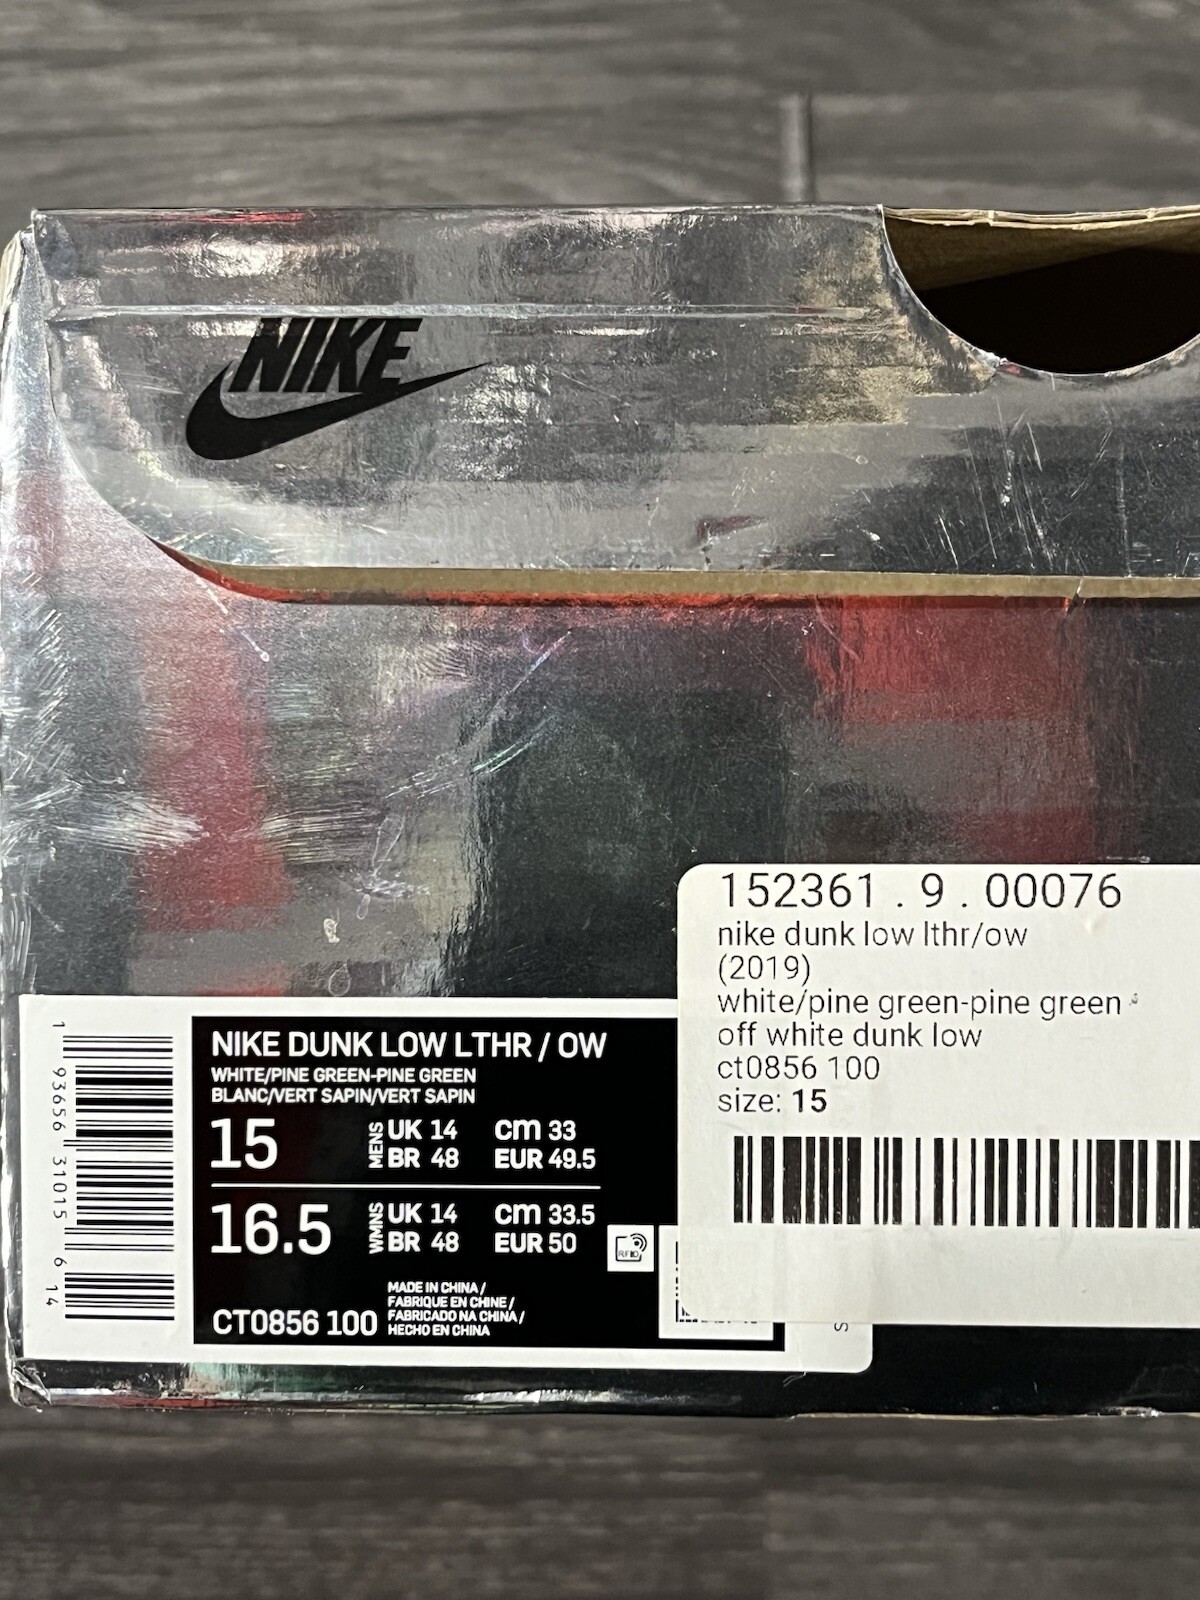 NIKE
152361 . 9 . 00076
nike dunk low lthr/ow
(2019)
white/pine green-pine green
off white dunk low
ct0856 100
size: 15
1 93656 31015 6 14
NIKE DUNK LOW LTHR / OW
WHITE/PINE GREEN-PINE GREEN
BLANC/VERT SAPIN/VERT SAPIN
15 MENS UK 14 CM 33
BR 48 EUR 49.5
16.5 WMNS UK 14 CM 33.5
BR 48 EUR 50
RFID
CT0856 100
MADE IN CHINA /
FABRIQUE EN CHINE /
FABRICADO NA CHINA /
HECHO EN CHINA
S